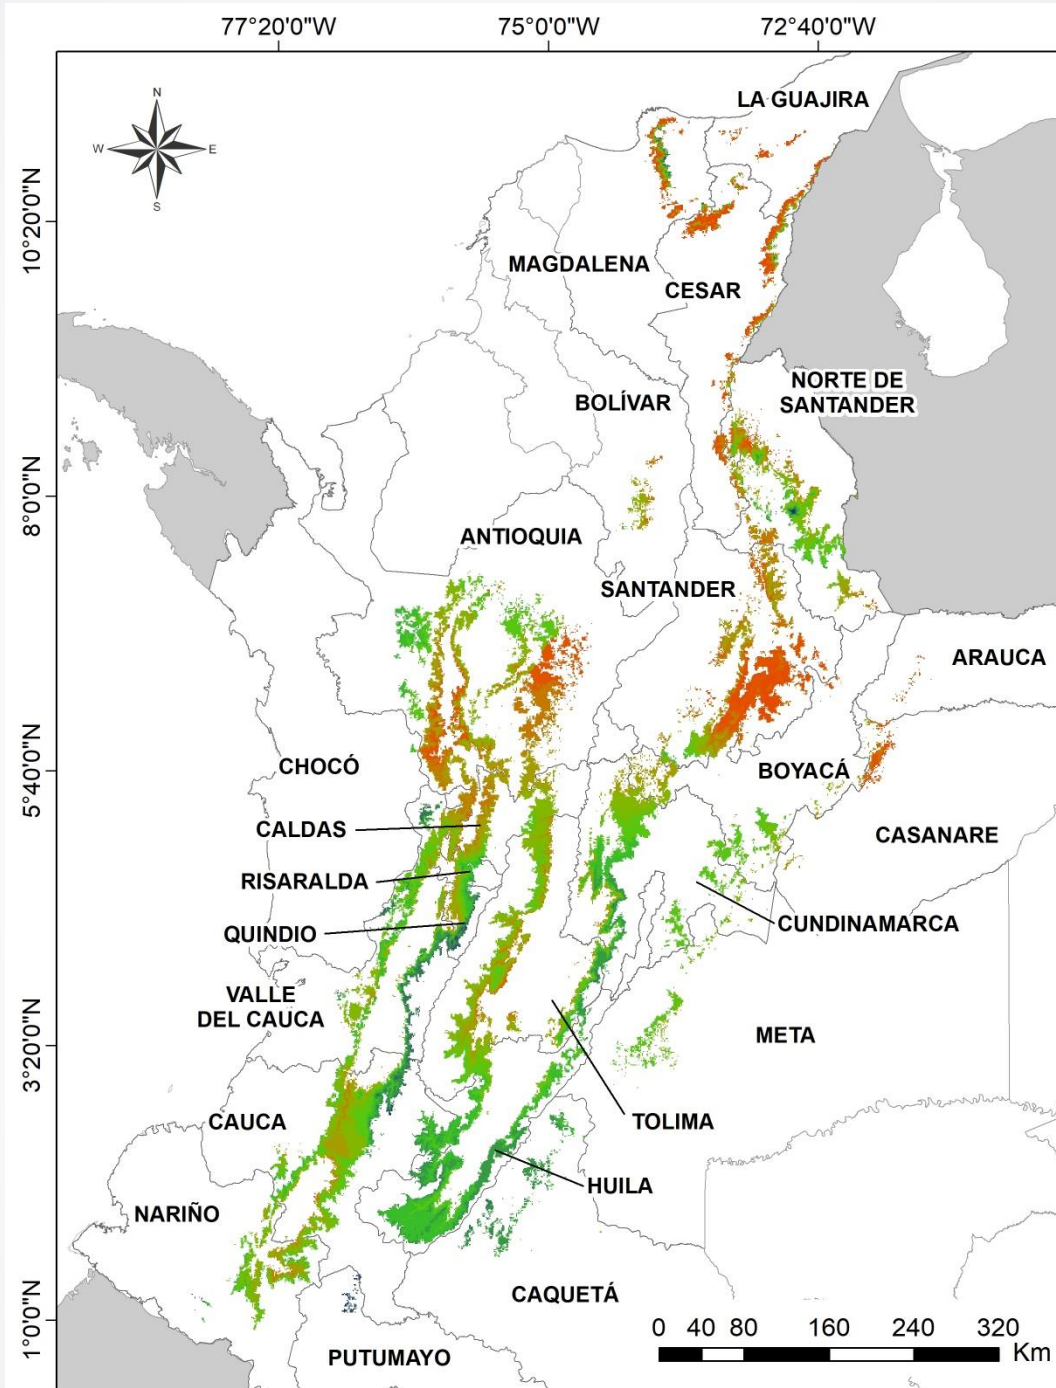 77°20'0"W
75°0'0"W
72°40'0"W
LA GUAJIRA
N
W
E
S
10°20'0"N
MAGDALENA
CESAR
NORTE DE
SANTANDER
BOLÍVAR
8°0'0"N
ANTIOQUIA
SANTANDER
ARAUCA
5°40'0"N
CHOCÓ
BOYACÁ
CALDAS
CASANARE
RISARALDA
QUINDIO
CUNDINAMARCA
VALLE
DEL CAUCA
3°20'0"N
META
CAUCA
TOLIMA
HUILA
NARIÑO
CAQUETÁ
1°0'0"N
0 40 80 160 240 320
Km
PUTUMAYO